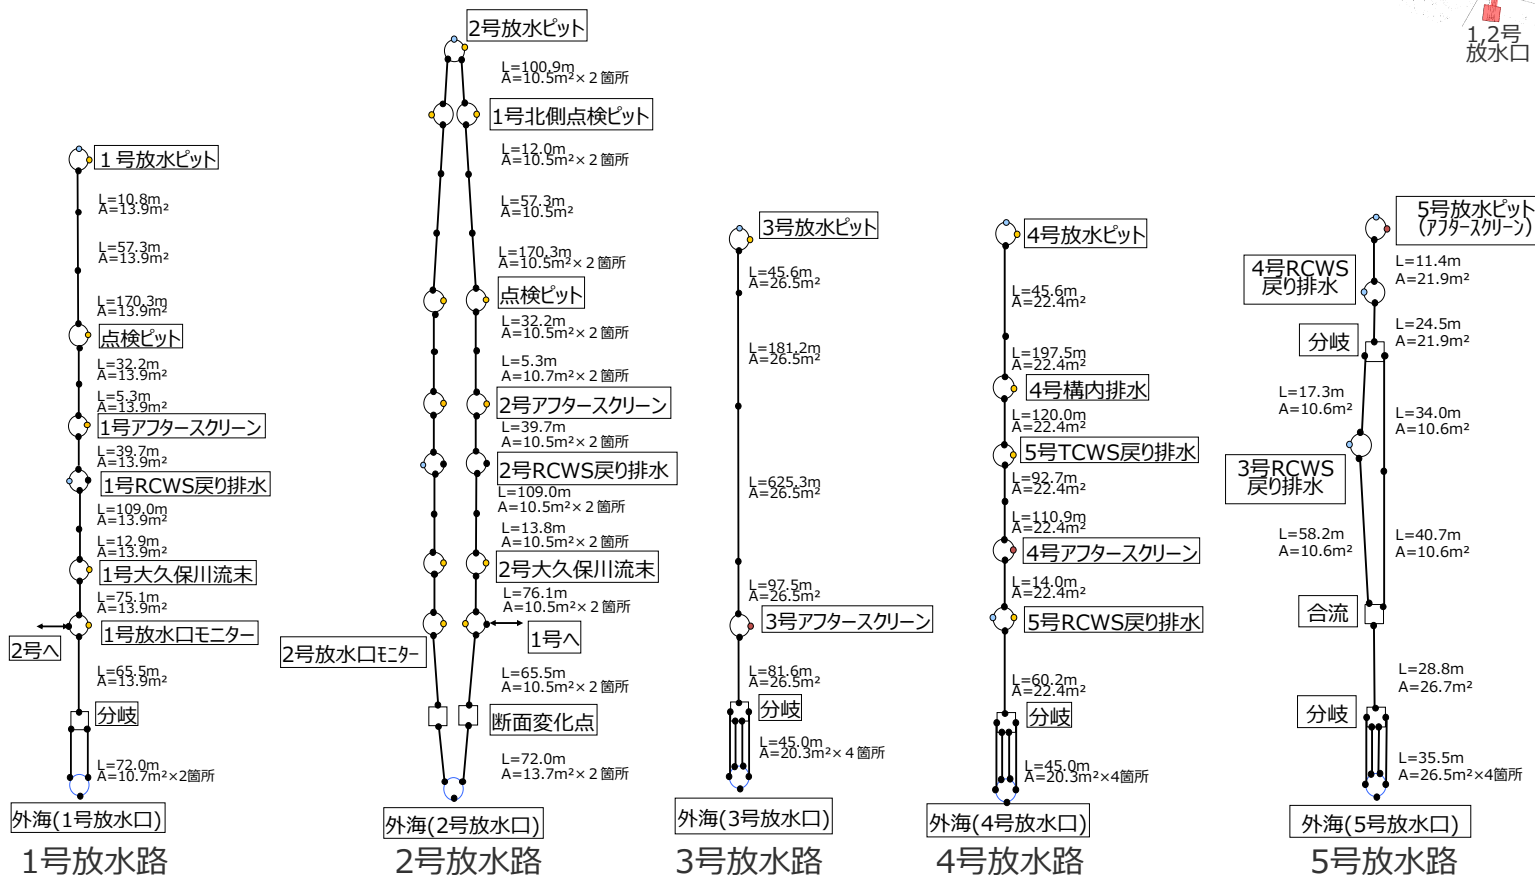 1,2号
放水口
1号放水ピット
L=10.8m
A=13.9m²
L=57.3m
A=13.9m²
L=170.3m
A=13.9m²
点検ピット
L=32.2m
A=13.9m²
L=5.3m
A=13.9m²
1号アフタースクリーン
L=39.7m
A=13.9m²
1号RCWS戻り排水
L=109.0m
A=13.9m²
L=12.9m
A=13.9m²
1号大久保川流末
L=75.1m
A=13.9m²
1号放水口モニター
2号へ
L=65.5m
A=13.9m²
分岐
L=72.0m
A=10.7m²×2箇所
外海(1号放水口)
1号放水路
2号放水ピット
L=100.9m
A=10.5m²×2箇所
1号北側点検ピット
L=12.0m
A=10.5m²×2箇所
L=57.3m
A=10.5m²
L=170.3m
A=10.5m²×2箇所
点検ピット
L=32.2m
A=10.5m²×2箇所
L=5.3m
A=10.7m²×2箇所
2号アフタースクリーン
L=39.7m
A=10.5m²×2箇所
2号RCWS戻り排水
L=109.0m
A=10.5m²×2箇所
L=13.8m
A=10.5m²×2箇所
2号大久保川流末
L=76.1m
A=10.5m²×2箇所
1号へ
2号放水口モニター
L=65.5m
A=10.5m²×2箇所
断面変化点
L=72.0m
A=13.7m²×2箇所
外海(2号放水口)
2号放水路
3号放水ピット
L=45.6m
A=26.5m²
L=181.2m
A=26.5m²
L=625.3m
A=26.5m²
L=97.5m
A=26.5m²
3号アフタースクリーン
L=81.6m
A=26.5m²
分岐
L=45.0m
A=20.3m²×4箇所
外海(3号放水口)
3号放水路
4号放水ピット
L=45.6m
A=22.4m²
L=197.5m
A=22.4m²
4号構内排水
L=120.0m
A=22.4m²
5号TCWS戻り排水
L=92.7m
A=22.4m²
L=110.9m
A=22.4m²
4号アフタースクリーン
L=14.0m
A=22.4m²
5号RCWS戻り排水
L=60.2m
A=22.4m²
分岐
L=45.0m
A=20.3m²×4箇所
外海(4号放水口)
4号放水路
5号放水ピット
(アフタースクリーン)
L=11.4m
A=21.9m²
4号RCWS
戻り排水
L=24.5m
A=21.9m²
分岐
L=17.3m
A=10.6m²
L=34.0m
A=10.6m²
3号RCWS
戻り排水
L=58.2m
A=10.6m²
L=40.7m
A=10.6m²
合流
L=28.8m
A=26.7m²
分岐
L=35.5m
A=26.5m²×4箇所
外海(5号放水口)
5号放水路